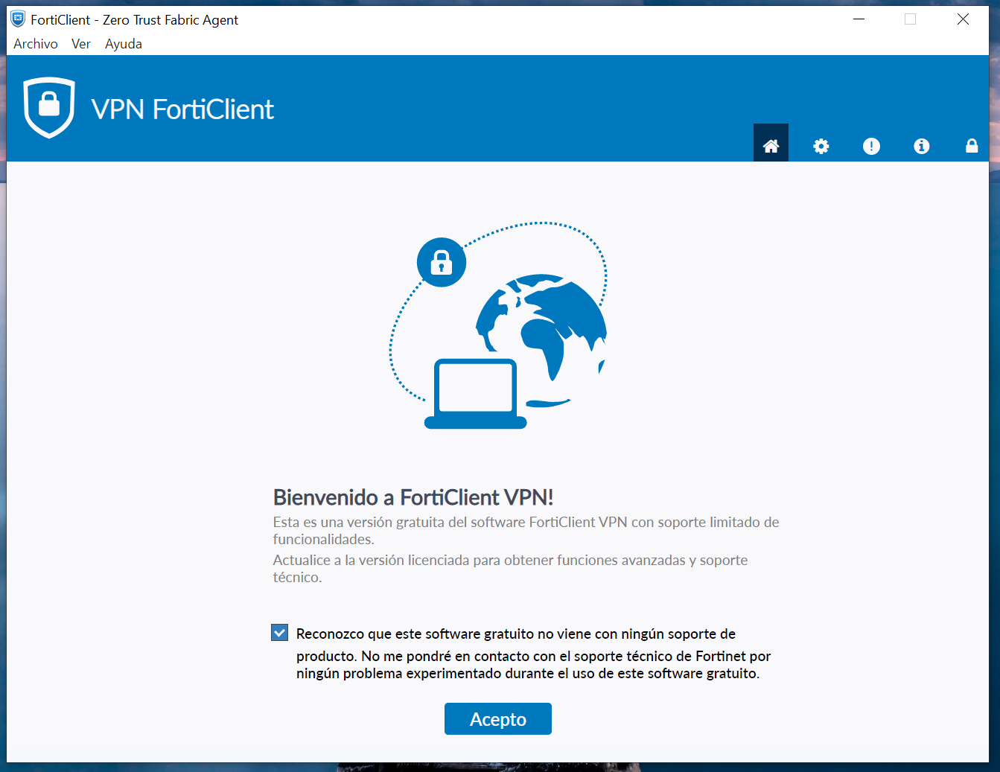 FortiClient - Zero Trust Fabric Agent
Archivo Ver Ayuda
VPN FortiClient
Bienvenido a FortiClient VPN!
Esta es una versión gratuita del software FortiClient VPN con soporte limitado de
funcionalidades.
Actualice a la versión licenciada para obtener funciones avanzadas y soporte
técnico.
Reconozco que este software gratuito no viene con ningún soporte de
producto. No me pondré en contacto con el soporte técnico de Fortinet por
ningún problema experimentado durante el uso de este software gratuito.
Acepto